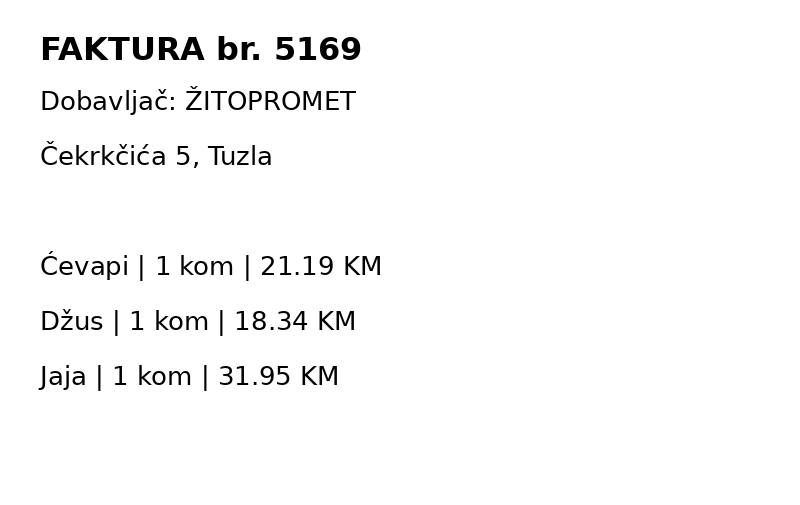 FAKTURA br. 5169
Dobavljač: ŽITOPROMET
Čekrkčića 5, Tuzla
Ćevapi | 1 kom | 21.19 KM
Džus | 1 kom | 18.34 KM
Jaja | 1 kom | 31.95 KM